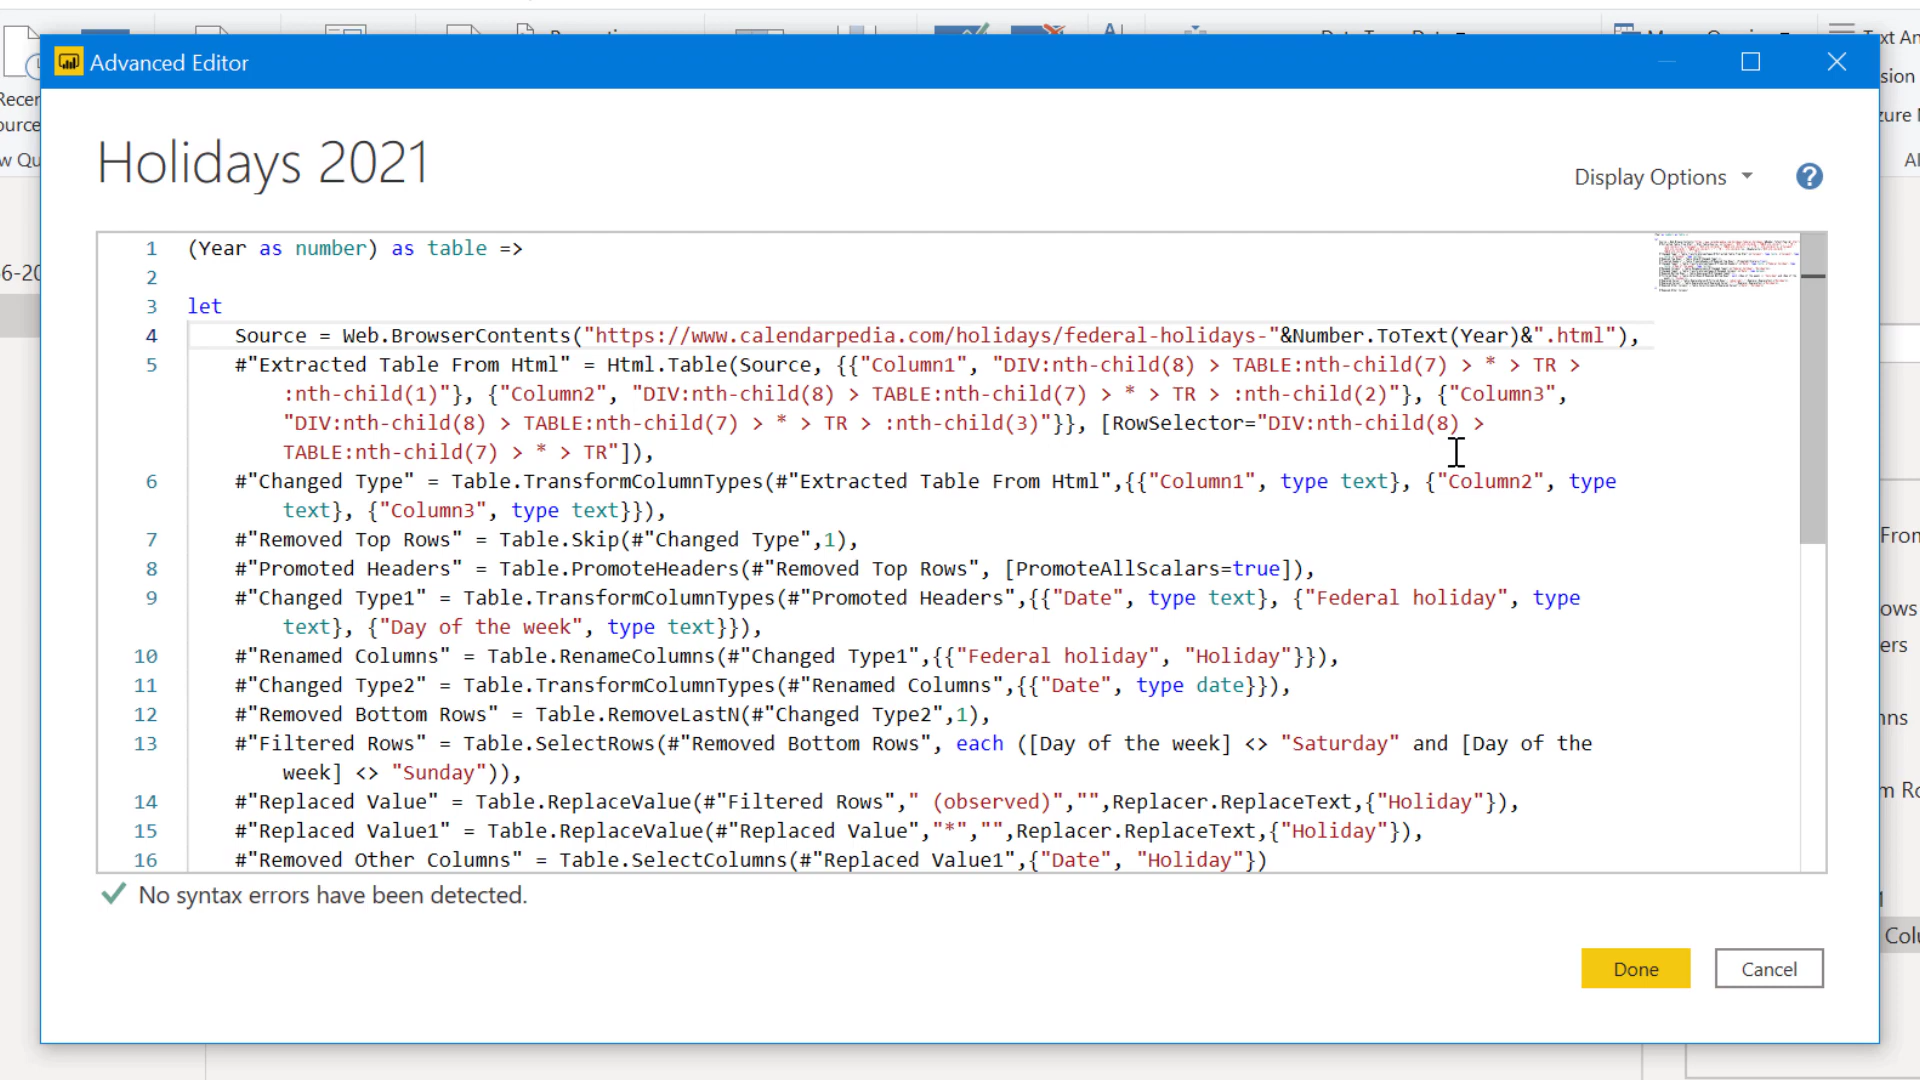 Advanced Editor
Holidays 2021
Display Options
?
1 (Year as number) as table =>
2
3 let
4 Source = Web.BrowserContents("https://www.calendarpedia.com/holidays/federal-holidays-"&Number.ToText(Year)&".html"),
5 #"Extracted Table From Html" = Html.Table(Source, {{"Column1", "DIV:nth-child(8) > TABLE:nth-child(7) > * > TR >
:nth-child(1)"}, {"Column2", "DIV:nth-child(8) > TABLE:nth-child(7) > * > TR > :nth-child(2)"}, {"Column3",
"DIV:nth-child(8) > TABLE:nth-child(7) > * > TR > :nth-child(3)"}}, [RowSelector="DIV:nth-child(8) >
TABLE:nth-child(7) > * > TR"]),
6 #"Changed Type" = Table.TransformColumnTypes(#"Extracted Table From Html",{{"Column1", type text}, {"Column2", type
text}, {"Column3", type text}}),
7 #"Removed Top Rows" = Table.Skip(#"Changed Type",1),
8 #"Promoted Headers" = Table.PromoteHeaders(#"Removed Top Rows", [PromoteAllScalars=true]),
9 #"Changed Type1" = Table.TransformColumnTypes(#"Promoted Headers",{{"Date", type text}, {"Federal holiday", type
text}, {"Day of the week", type text}}),
10 #"Renamed Columns" = Table.RenameColumns(#"Changed Type1",{{"Federal holiday", "Holiday"}}),
11 #"Changed Type2" = Table.TransformColumnTypes(#"Renamed Columns",{{"Date", type date}}),
12 #"Removed Bottom Rows" = Table.RemoveLastN(#"Changed Type2",1),
13 #"Filtered Rows" = Table.SelectRows(#"Removed Bottom Rows", each ([Day of the week] <> "Saturday" and [Day of the
week] <> "Sunday")),
14 #"Replaced Value" = Table.ReplaceValue(#"Filtered Rows"," (observed)","",Replacer.ReplaceText,{"Holiday"}),
15 #"Replaced Value1" = Table.ReplaceValue(#"Replaced Value","*","",Replacer.ReplaceText,{"Holiday"}),
16 #"Removed Other Columns" = Table.SelectColumns(#"Replaced Value1",{"Date", "Holiday"})
No syntax errors have been detected.
Done
Cancel